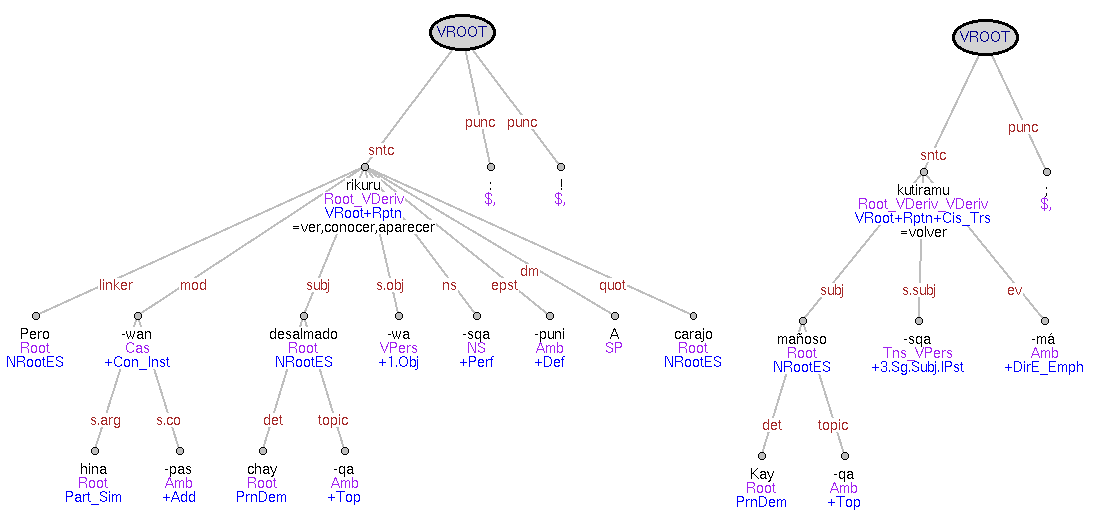 VROOT VROOT
punc punc punc
sntc sntc
rikuru : ! kutiramu ;
Root_VDeriv $, $, Root_VDeriv_VDeriv $,
VRoot+Rptn VRoot+Rptn+Cis_Trs
=ver,conocer,aparecer =volver
linker mod subj s.obj ns epst dm quot subj s.subj ev
Pero -wan desalmado -wa -sqa -puni A carajo mañoso -sqa -má
Root Cas Root VPers NS Amb SP Root Root Tns_VPers Amb
NRootES +Con_Inst NRootES +1.Obj +Perf +Def NRootES NRootES +3.Sg.Subj.IPst +DirE_Emph
s.arg s.co det topic det topic
hina -pas chay -qa Kay -qa
Root Amb Root Amb Root Amb
Part_Sim +Add PrnDem +Top PrnDem +Top